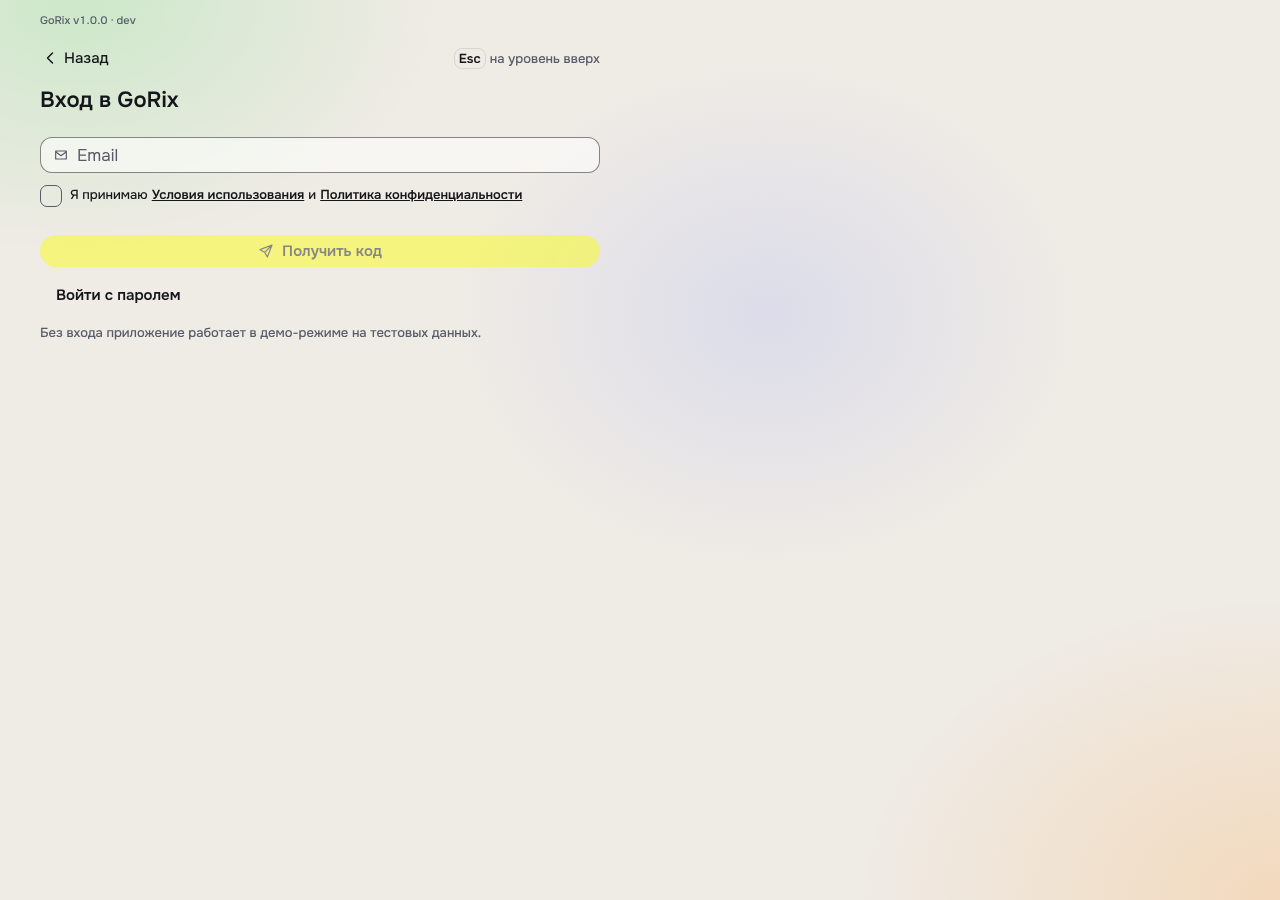 GoRix v1.0.0 · dev
Назад
Esc на уровень вверх
Вход в GoRix
Email
Я принимаю Условия использования и Политика конфиденциальности
Получить код
Войти с паролем
Без входа приложение работает в демо-режиме на тестовых данных.